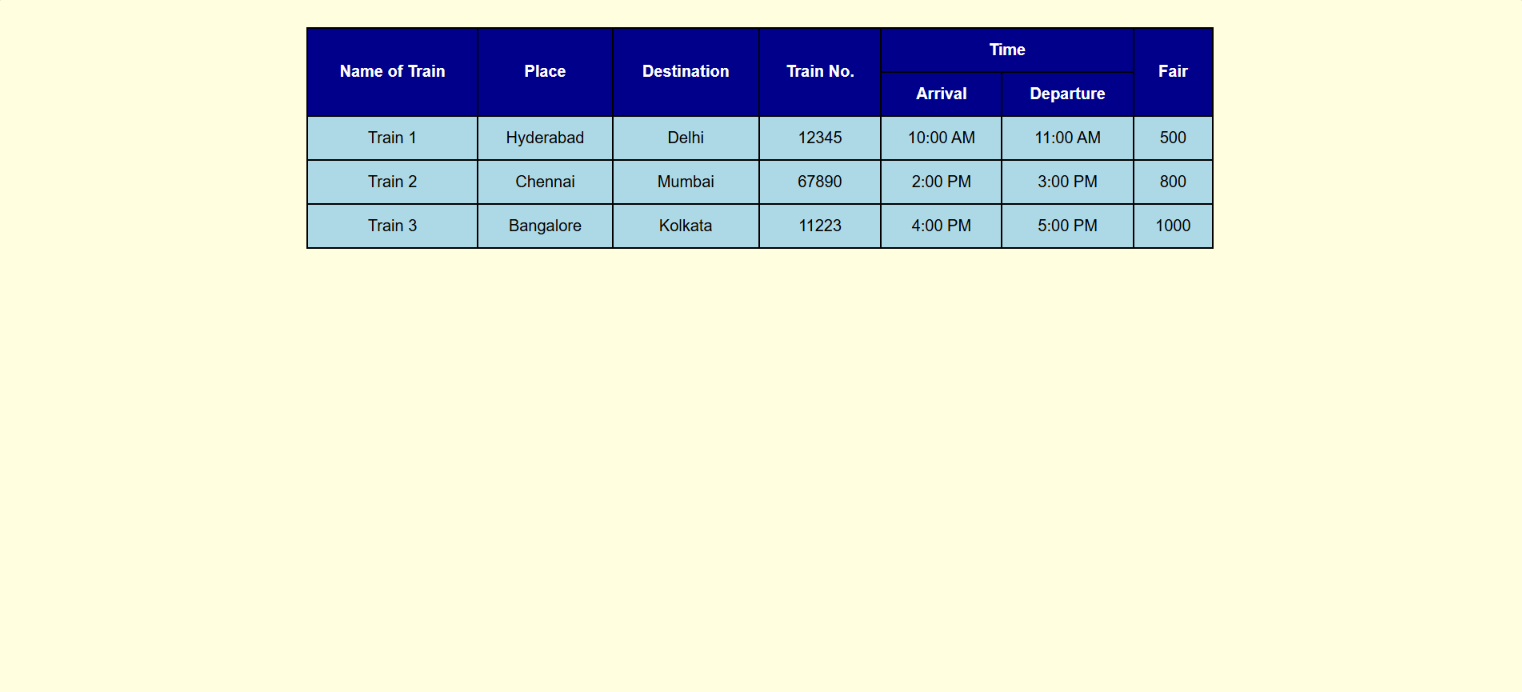 Name of Train Place Destination Train No. Time Fair
Arrival Departure
Train 1 Hyderabad Delhi 12345 10:00 AM 11:00 AM 500
Train 2 Chennai Mumbai 67890 2:00 PM 3:00 PM 800
Train 3 Bangalore Kolkata 11223 4:00 PM 5:00 PM 1000